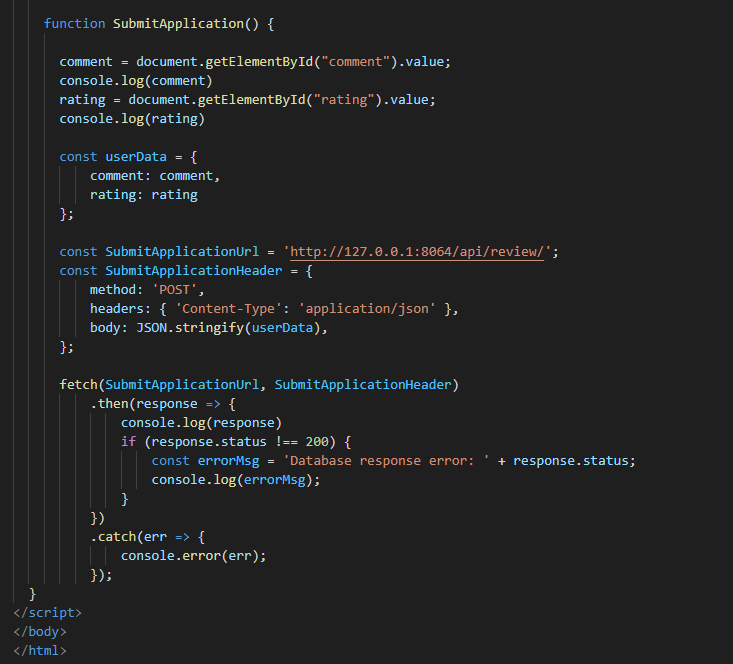 function SubmitApplication() {
comment = document.getElementById("comment").value;
console.log(comment)
rating = document.getElementById("rating").value;
console.log(rating)
const userData = {
comment: comment,
rating: rating
};
const SubmitApplicationUrl = 'http://127.0.0.1:8064/api/review/';
const SubmitApplicationHeader = {
method: 'POST',
headers: { 'Content-Type': 'application/json' },
body: JSON.stringify(userData),
};
fetch(SubmitApplicationUrl, SubmitApplicationHeader)
.then(response => {
console.log(response)
if (response.status !== 200) {
const errorMsg = 'Database response error: ' + response.status;
console.log(errorMsg);
}
})
.catch(err => {
console.error(err);
});
}
</script>
</body>
</html>